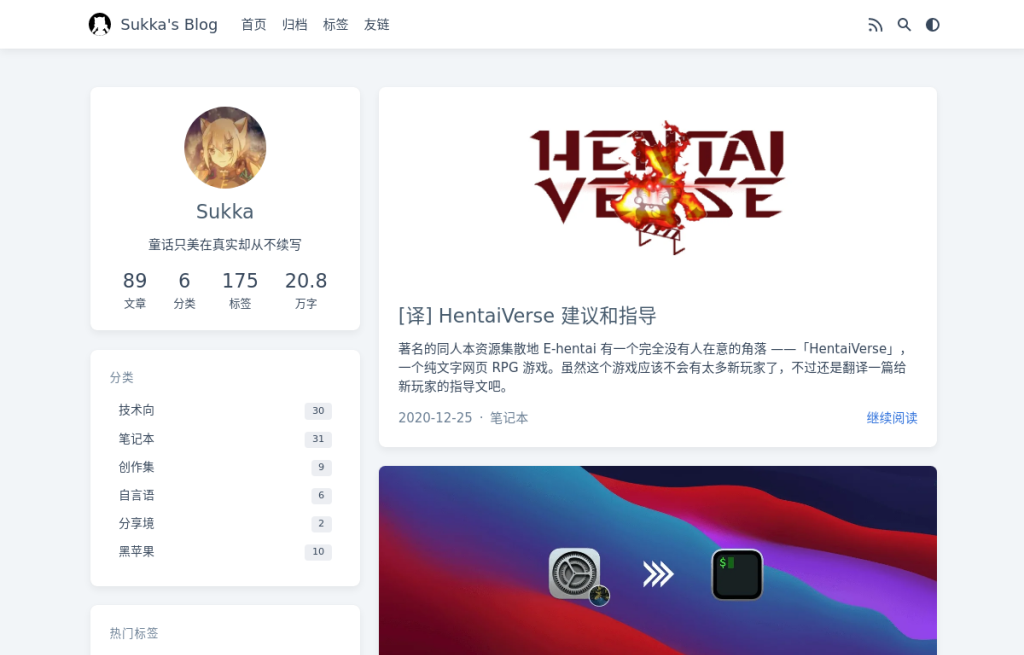 Sukka's Blog 首页 归档 标签 友链
Sukka
童话只美在真实却从不续写
89 6 175 20.8
文章 分类 标签 万字
分类
技术向 30
笔记本 31
创作集 9
自言语 6
分享境 2
黑苹果 10
热门标签
HENTAI
VERSE
[译] HentaiVerse 建议和指导
著名的同人本资源集散地 E-hentai 有一个完全没有人在意的角落 ——「HentaiVerse」，
一个纯文字网页 RPG 游戏。虽然这个游戏应该不会有太多新玩家了，不过还是翻译一篇给
新玩家的指导文吧。
2020-12-25 · 笔记本 继续阅读
$